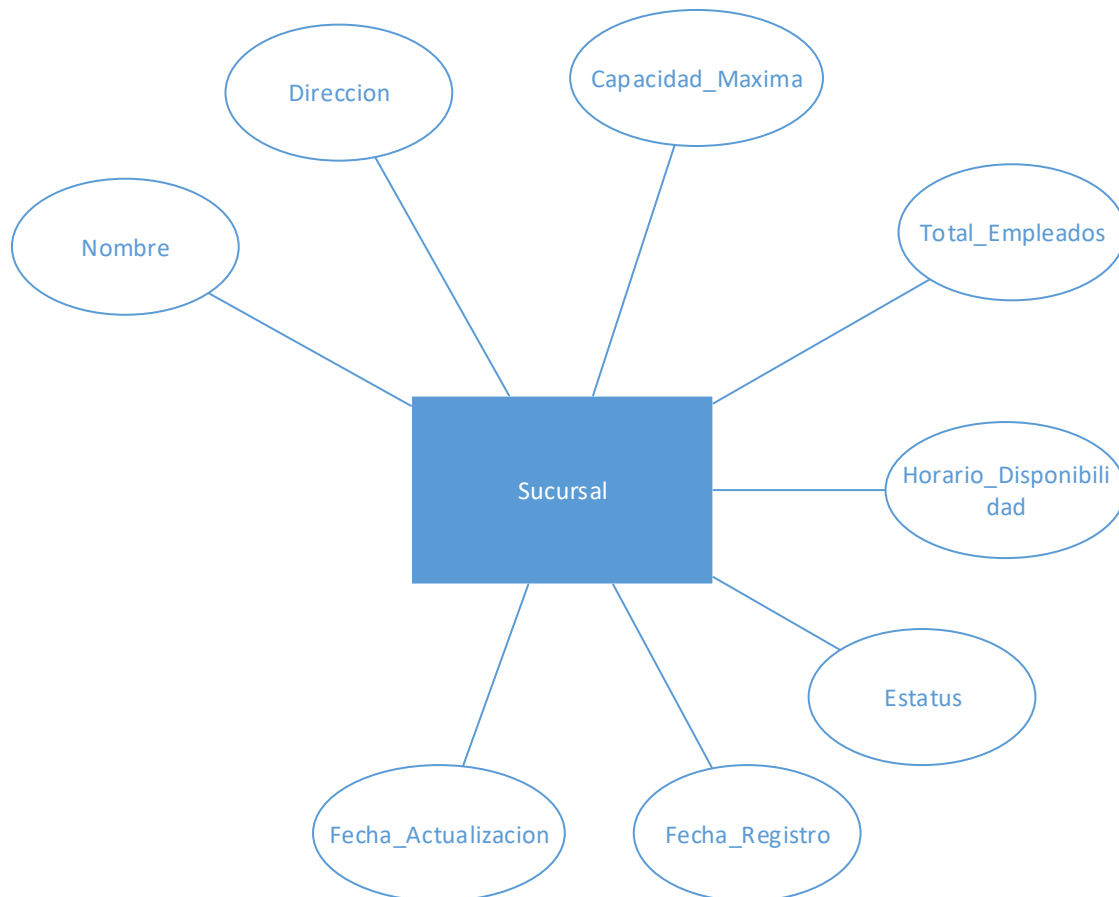 Direccion
Capacidad_Maxima
Nombre
Total_Empleados
Horario_Disponibili
dad
Sucursal
Estatus
Fecha_Actualizacion
Fecha_Registro